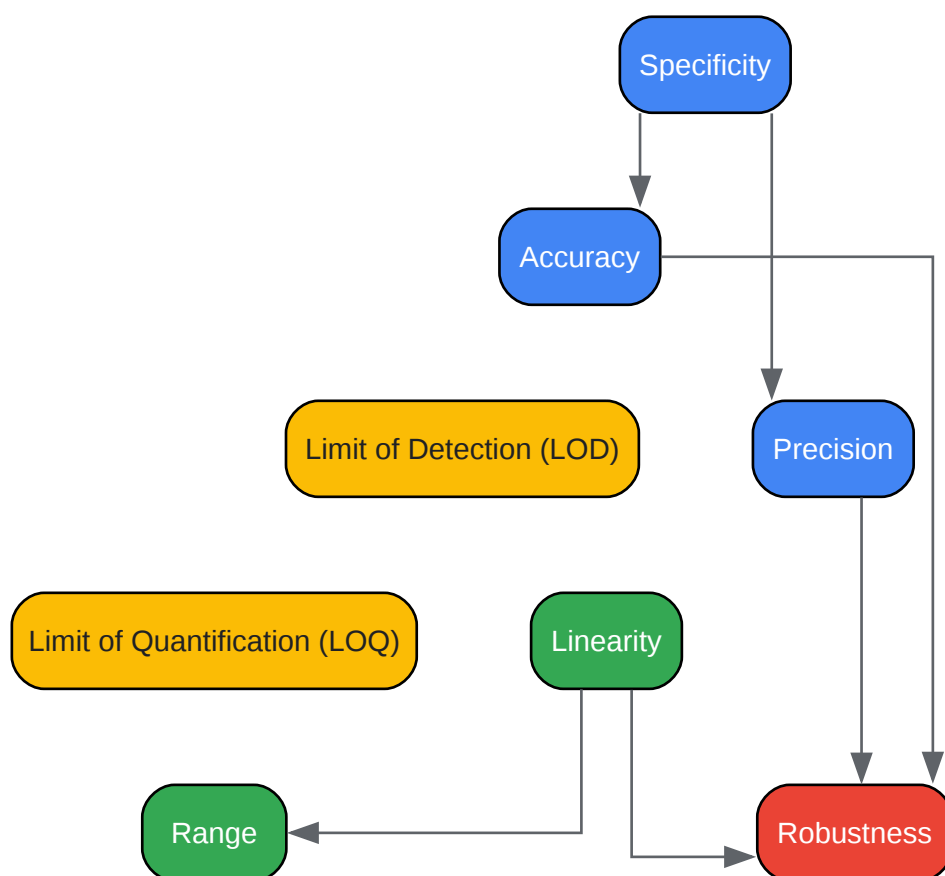 Specificity
Accuracy
Limit of Detection (LOD)
Precision
Limit of Quantification (LOQ)
Linearity
Range
Robustness